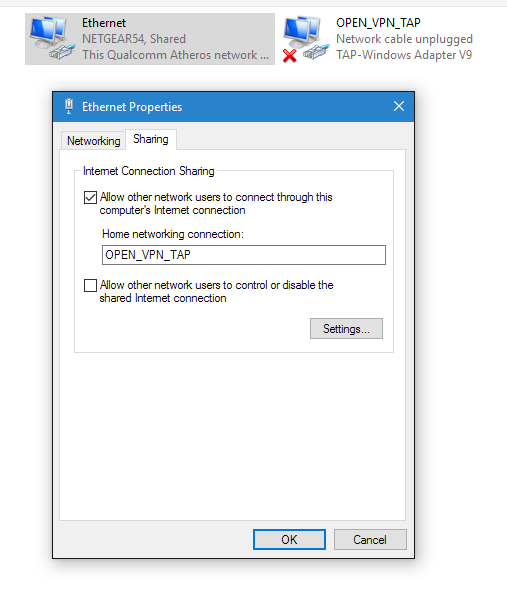 Ethernet
NETGEAR54, Shared
This Qualcomm Atheros network ...
OPEN_VPN_TAP
Network cable unplugged
TAP-Windows Adapter V9
Ethernet Properties
Networking
Sharing
Internet Connection Sharing
Allow other network users to connect through this
computer's Internet connection
Home networking connection:
OPEN_VPN_TAP
Allow other network users to control or disable the
shared Internet connection
Settings...
OK
Cancel